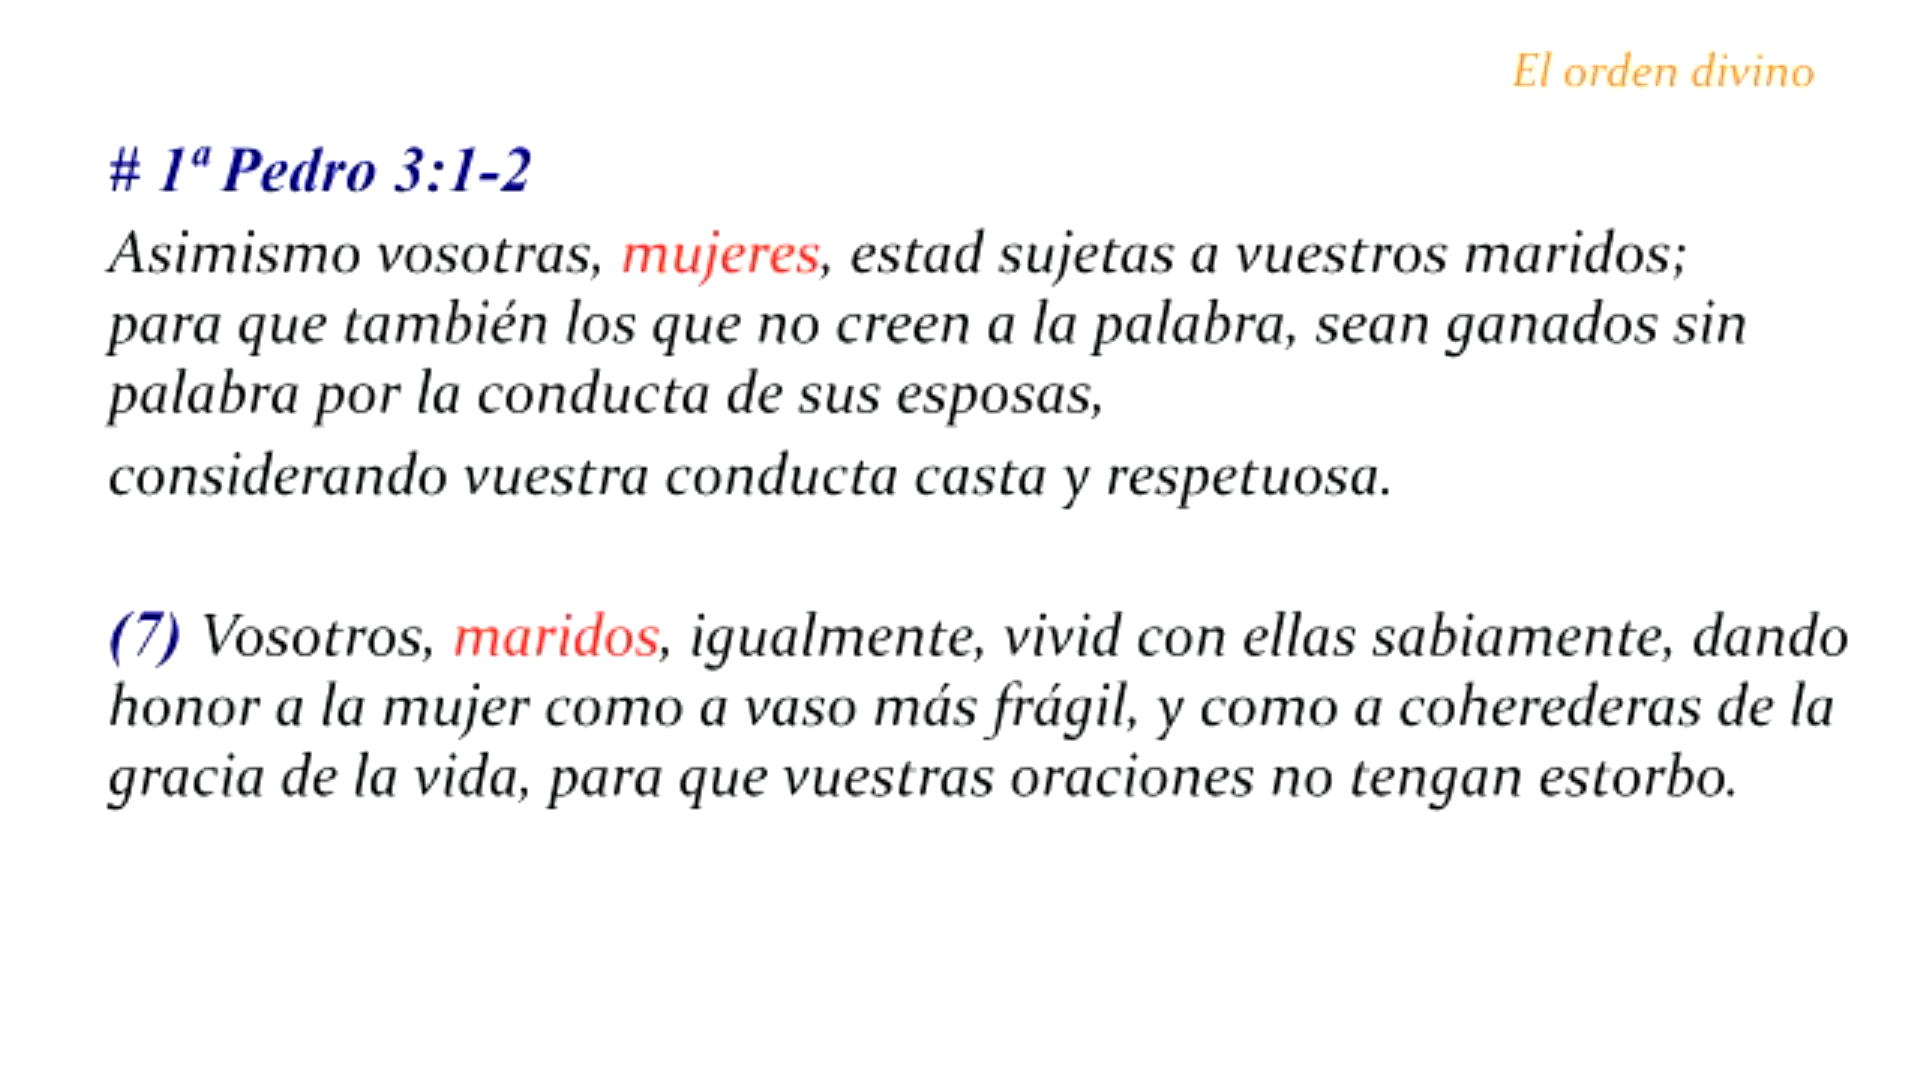 El orden divino
# 1ª Pedro 3:1-2
Asimismo vosotras, mujeres, estad sujetas a vuestros maridos;
para que también los que no creen a la palabra, sean ganados sin
palabra por la conducta de sus esposas,
considerando vuestra conducta casta y respetuosa.
(7) Vosotros, maridos, igualmente, vivid con ellas sabiamente, dando
honor a la mujer como a vaso más frágil, y como a coherederas de la
gracia de la vida, para que vuestras oraciones no tengan estorbo.